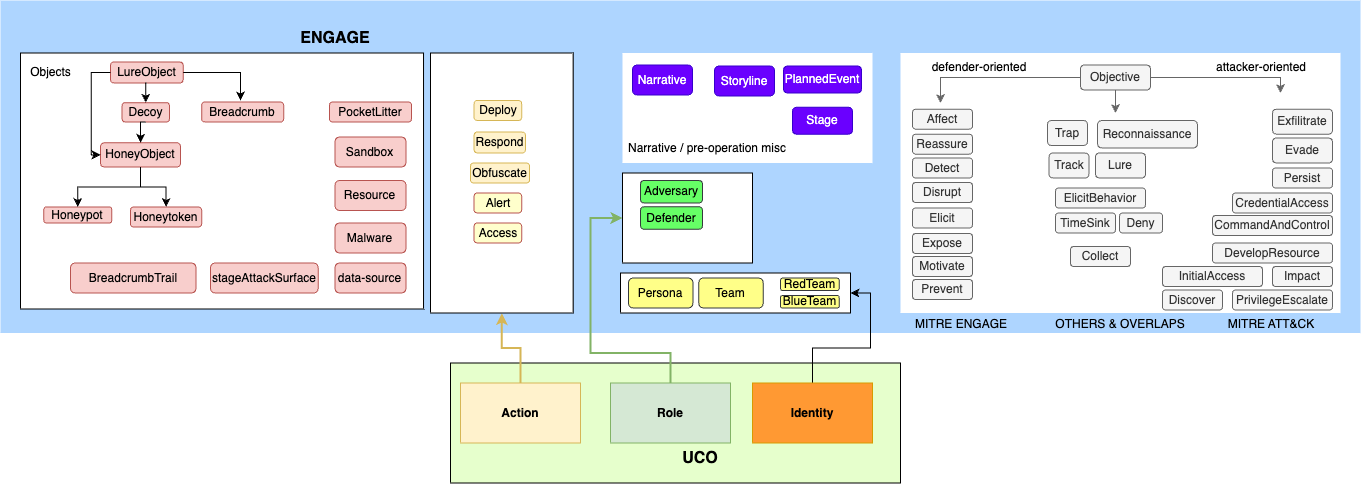 ENGAGE
Objects
LureObject
Decoy
Breadcrumb
HoneyObject
Honeypot
Honeytoken
PocketLitter
Sandbox
Resource
Malware
BreadcrumbTrail
stageAttackSurface
data-source
Deploy
Respond
Obfuscate
Alert
Access
Narrative
Storyline
PlannedEvent
Stage
Narrative / pre-operation misc
Adversary
Defender
Persona
Team
RedTeam
BlueTeam
defender-oriented
Objective
attacker-oriented
Affect
Reassure
Detect
Disrupt
Elicit
Expose
Motivate
Prevent
Trap
Reconnaissance
Track
Lure
ElicitBehavior
TimeSink
Deny
Collect
Exfilitrate
Evade
Persist
CredentialAccess
CommandAndControl
DevelopResource
InitialAccess
Impact
Discover
PrivilegeEscalate
MITRE ENGAGE
OTHERS & OVERLAPS
MITRE ATT&CK
Action
Role
Identity
UCO